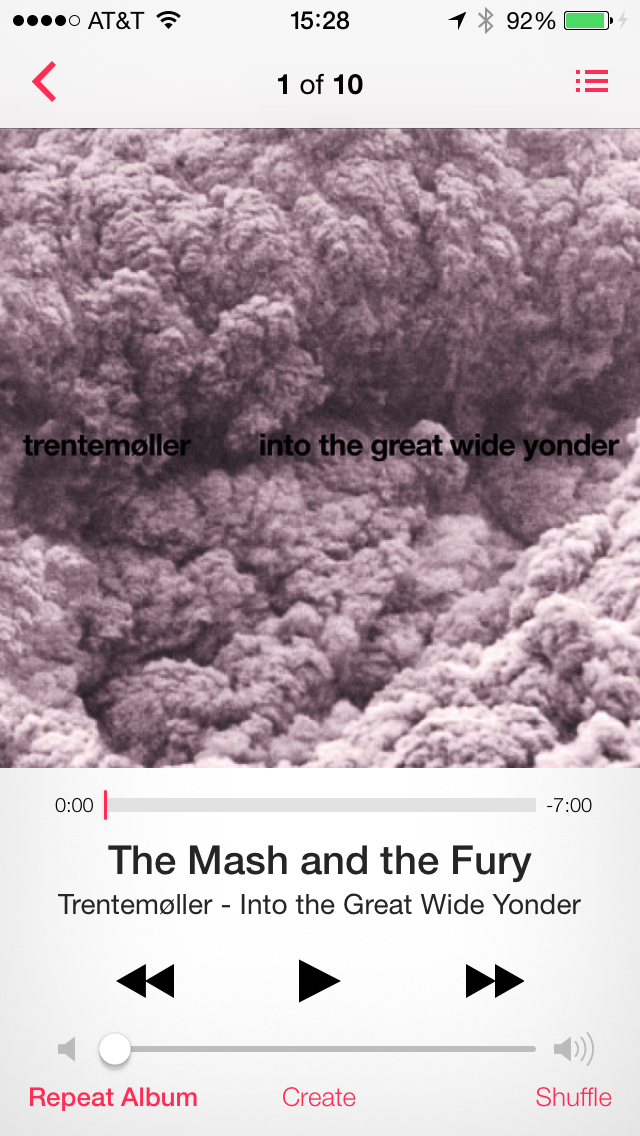 AT&T 15:28 92%
1 of 10
trentemøller into the great wide yonder
0:00 -7:00
The Mash and the Fury
Trentemøller - Into the Great Wide Yonder
Repeat Album Create Shuffle